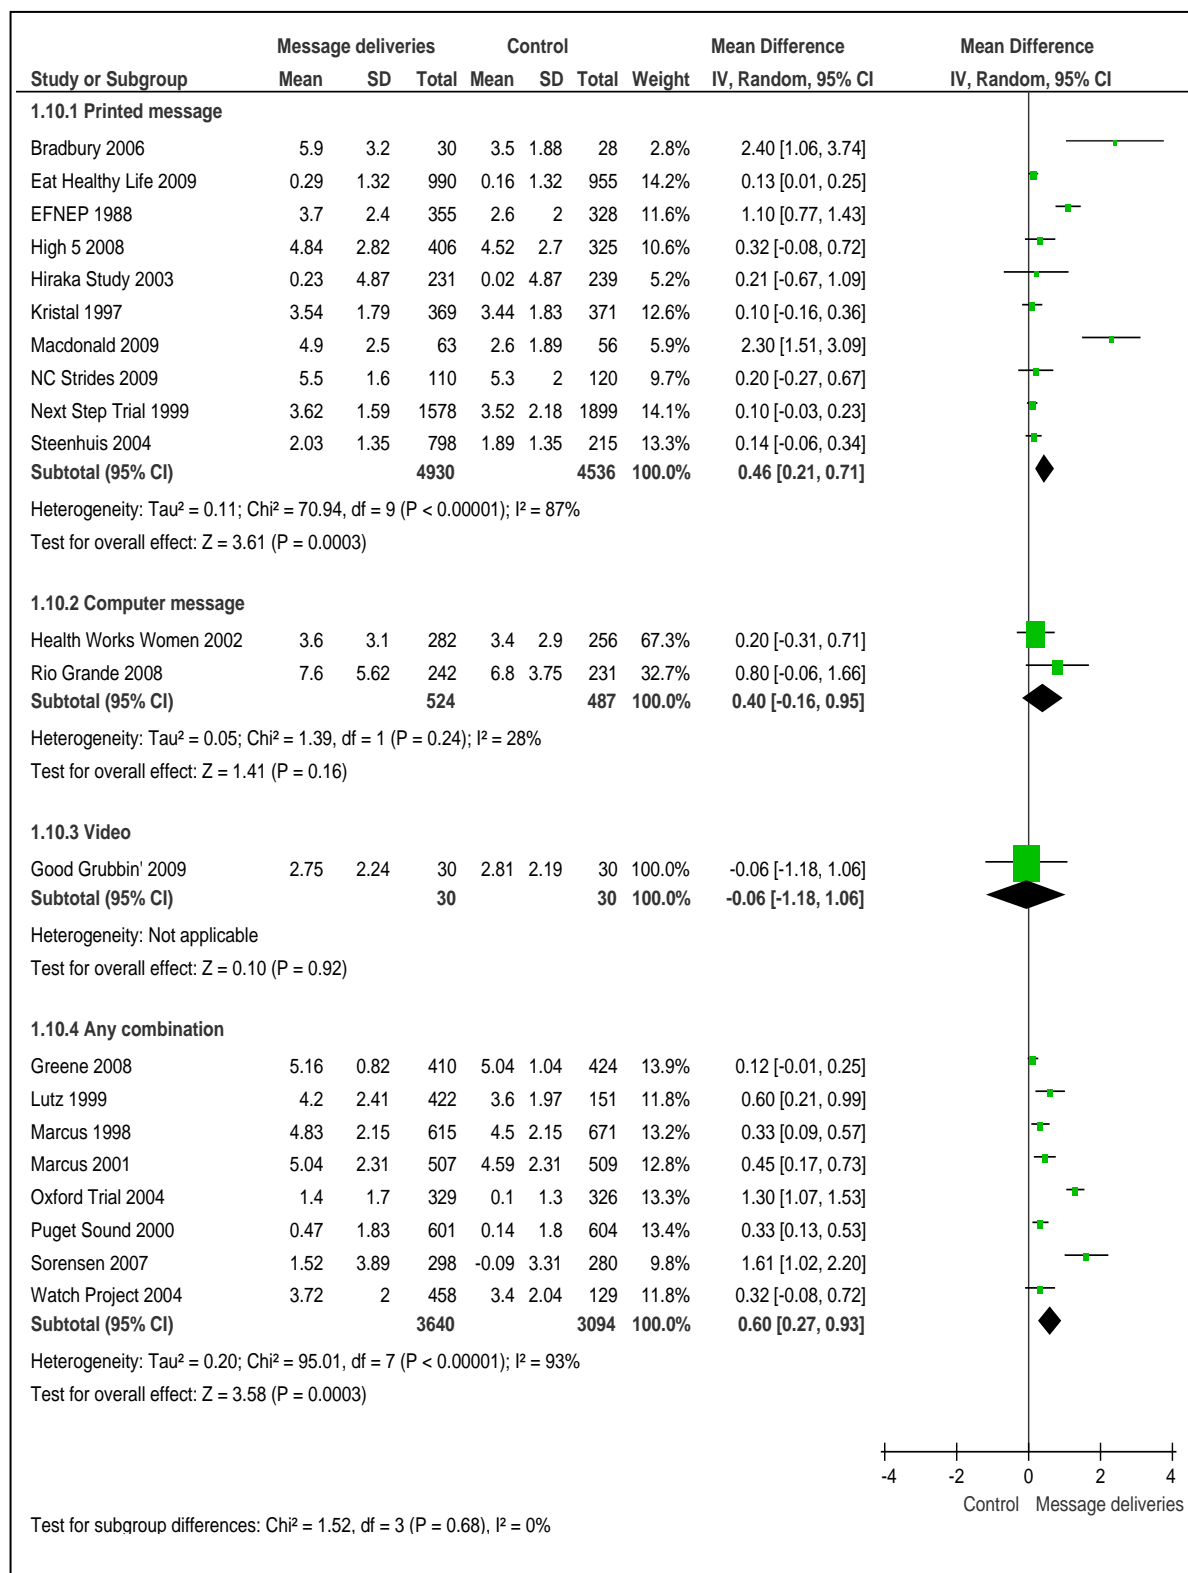 Message deliveries Control Mean Difference Mean Difference
Study or Subgroup Mean SD Total Mean SD Total Weight IV, Random, 95% CI IV, Random, 95% CI
1.10.1 Printed message
Bradbury 2006 5.9 3.2 30 3.5 1.88 28 2.8% 2.40 [1.06, 3.74]
Eat Healthy Life 2009 0.29 1.32 990 0.16 1.32 955 14.2% 0.13 [0.01, 0.25]
EFNEP 1988 3.7 2.4 355 2.6 2 328 11.6% 1.10 [0.77, 1.43]
High 5 2008 4.84 2.82 406 4.52 2.7 325 10.6% 0.32 [-0.08, 0.72]
Hiraka Study 2003 0.23 4.87 231 0.02 4.87 239 5.2% 0.21 [-0.67, 1.09]
Kristal 1997 3.54 1.79 369 3.44 1.83 371 12.6% 0.10 [-0.16, 0.36]
Macdonald 2009 4.9 2.5 63 2.6 1.89 56 5.9% 2.30 [1.51, 3.09]
NC Strides 2009 5.5 1.6 110 5.3 2 120 9.7% 0.20 [-0.27, 0.67]
Next Step Trial 1999 3.62 1.59 1578 3.52 2.18 1899 14.1% 0.10 [-0.03, 0.23]
Steenhuis 2004 2.03 1.35 798 1.89 1.35 215 13.3% 0.14 [-0.06, 0.34]
Subtotal (95% CI) 4930 4536 100.0% 0.46 [0.21, 0.71]
Heterogeneity: Tau² = 0.11; Chi² = 70.94, df = 9 (P < 0.00001); I² = 87%
Test for overall effect: Z = 3.61 (P = 0.0003)
1.10.2 Computer message
Health Works Women 2002 3.6 3.1 282 3.4 2.9 256 67.3% 0.20 [-0.31, 0.71]
Rio Grande 2008 7.6 5.62 242 6.8 3.75 231 32.7% 0.80 [-0.06, 1.66]
Subtotal (95% CI) 524 487 100.0% 0.40 [-0.16, 0.95]
Heterogeneity: Tau² = 0.05; Chi² = 1.39, df = 1 (P = 0.24); I² = 28%
Test for overall effect: Z = 1.41 (P = 0.16)
1.10.3 Video
Good Grubbin' 2009 2.75 2.24 30 2.81 2.19 30 100.0% -0.06 [-1.18, 1.06]
Subtotal (95% CI) 30 30 100.0% -0.06 [-1.18, 1.06]
Heterogeneity: Not applicable
Test for overall effect: Z = 0.10 (P = 0.92)
1.10.4 Any combination
Greene 2008 5.16 0.82 410 5.04 1.04 424 13.9% 0.12 [-0.01, 0.25]
Lutz 1999 4.2 2.41 422 3.6 1.97 151 11.8% 0.60 [0.21, 0.99]
Marcus 1998 4.83 2.15 615 4.5 2.15 671 13.2% 0.33 [0.09, 0.57]
Marcus 2001 5.04 2.31 507 4.59 2.31 509 12.8% 0.45 [0.17, 0.73]
Oxford Trial 2004 1.4 1.7 329 0.1 1.3 326 13.3% 1.30 [1.07, 1.53]
Puget Sound 2000 0.47 1.83 601 0.14 1.8 604 13.4% 0.33 [0.13, 0.53]
Sorensen 2007 1.52 3.89 298 -0.09 3.31 280 9.8% 1.61 [1.02, 2.20]
Watch Project 2004 3.72 2 458 3.4 2.04 129 11.8% 0.32 [-0.08, 0.72]
Subtotal (95% CI) 3640 3094 100.0% 0.60 [0.27, 0.93]
Heterogeneity: Tau² = 0.20; Chi² = 95.01, df = 7 (P < 0.00001); I² = 93%
Test for overall effect: Z = 3.58 (P = 0.0003)
-4 -2 0 2 4
Control Message deliveries
Test for subgroup differences: Chi² = 1.52, df = 3 (P = 0.68), I² = 0%